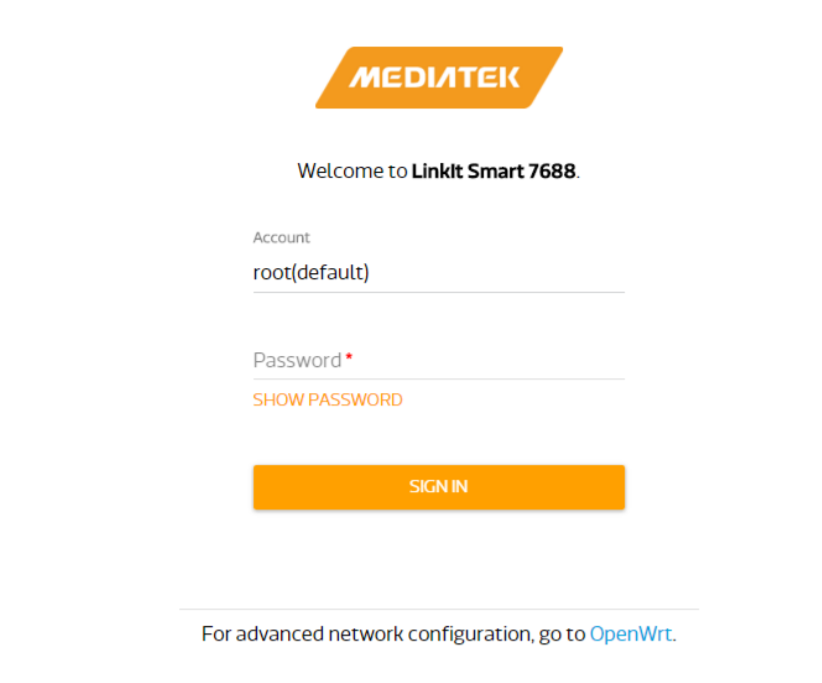 MEDIATEK
Welcome to LinkIt Smart 7688.
Account
root(default)
Password *
SHOW PASSWORD
SIGN IN
For advanced network configuration, go to OpenWrt.